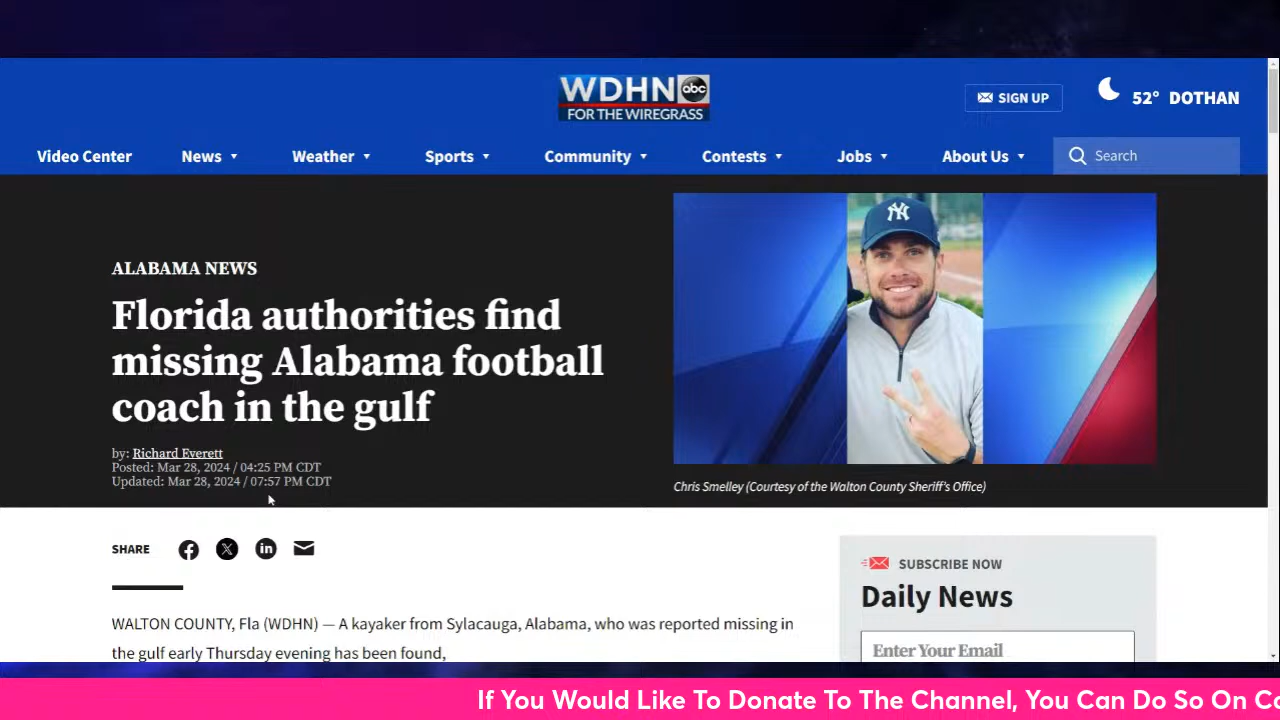 WDHN abc
FOR THE WIREGRASS
SIGN UP
52° DOTHAN
Video Center
News
Weather
Sports
Community
Contests
Jobs
About Us
Search
ALABAMA NEWS
Florida authorities find
missing Alabama football
coach in the gulf
by: Richard Everett
Posted: Mar 28, 2024 / 04:25 PM CDT
Updated: Mar 28, 2024 / 07:57 PM CDT
NY
Chris Smelley (Courtesy of the Walton County Sheriff's Office)
SHARE
SUBSCRIBE NOW
Daily News
Enter Your Email
WALTON COUNTY, Fla (WDHN) — A kayaker from Sylacauga, Alabama, who was reported missing in
the gulf early Thursday evening has been found,
If You Would Like To Donate To The Channel, You Can Do So On